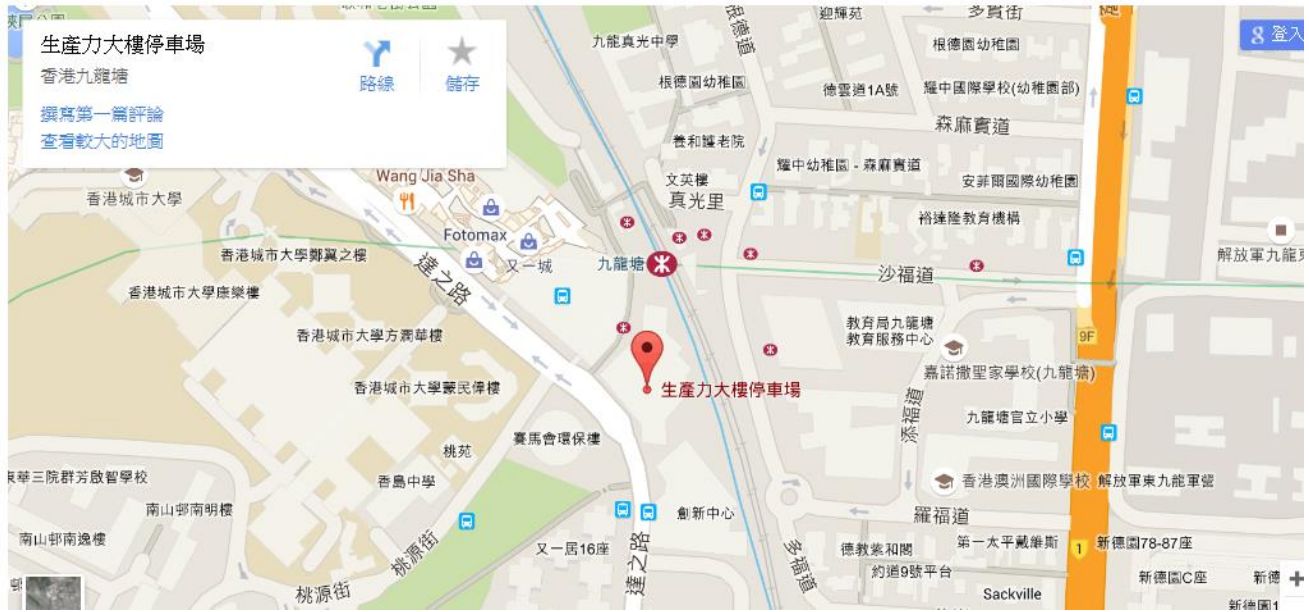 生產力大樓停車場
香港九龍塘
撰寫第一篇評論
查看較大的地圖
路線
儲存
登入
九龍真光中學
根德道
迎輝苑
多實街
根德園幼稚園
根德園幼稚園
德雲道1A號
耀中國際學校(幼稚園部)
森麻實道
養和護老院
耀中幼稚園 - 森麻實道
文英樓
真光里
安菲爾國際幼稚園
裕達隆教育機構
Wang Jia Sha
香港城市大學
Fotomax
又一城
九龍塘
沙福道
解放軍九龍東
香港城市大學鄭翼之樓
達之路
香港城市大學康樂樓
香港城市大學方潤華樓
教育局九龍塘
教育服務中心
9F
嘉諾撒聖家學校(九龍塘)
香港城市大學蒙民偉樓
生產力大樓停車場
添福道
九龍塘官立小學
賽馬會環保樓
桃苑
東華三院群芳啟智學校
香島中學
香港澳洲國際學校
解放軍東九龍軍營
南山邨南明樓
創新中心
羅福道
南山邨南逸樓
桃源街
又一居16座
達之路
多福道
德教紫和閣
第一太平戴維斯
1
新德園78-87座
約道9號平台
新德園C座
新德
桃源街
Sackville
新德園1